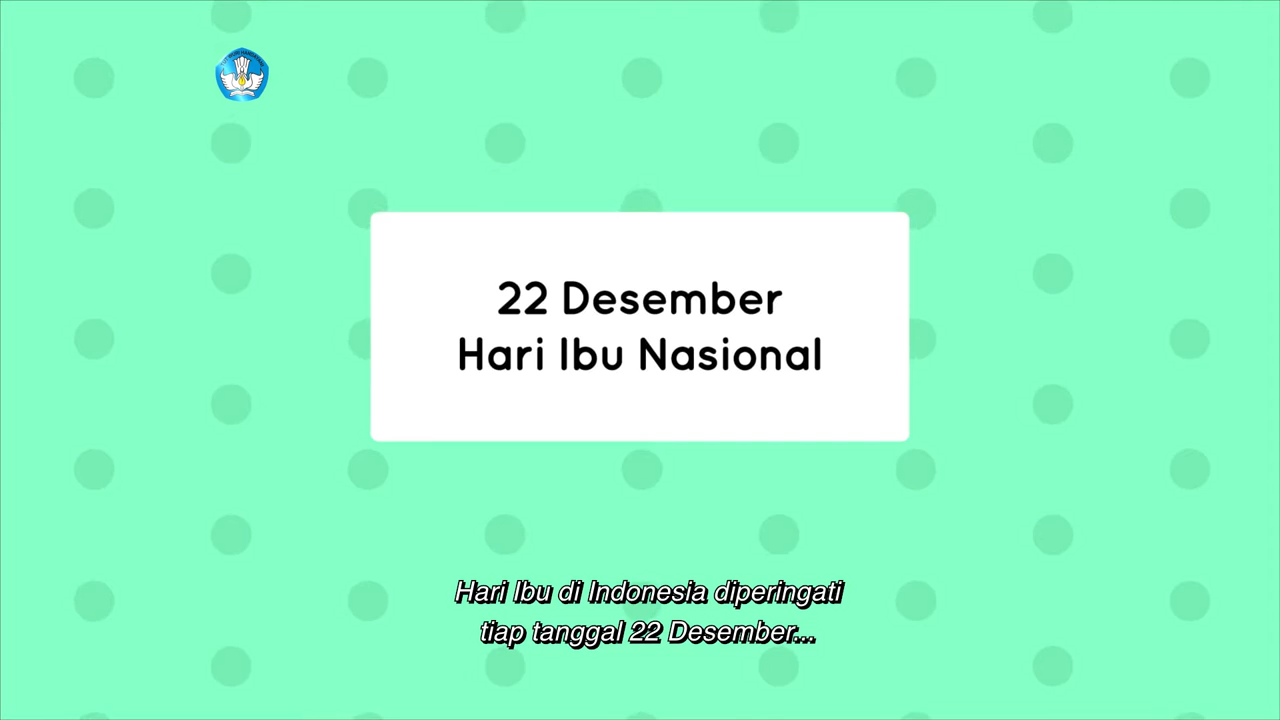 22 Desember
Hari Ibu Nasional
Hari Ibu di Indonesia diperingati
tiap tanggal 22 Desember...